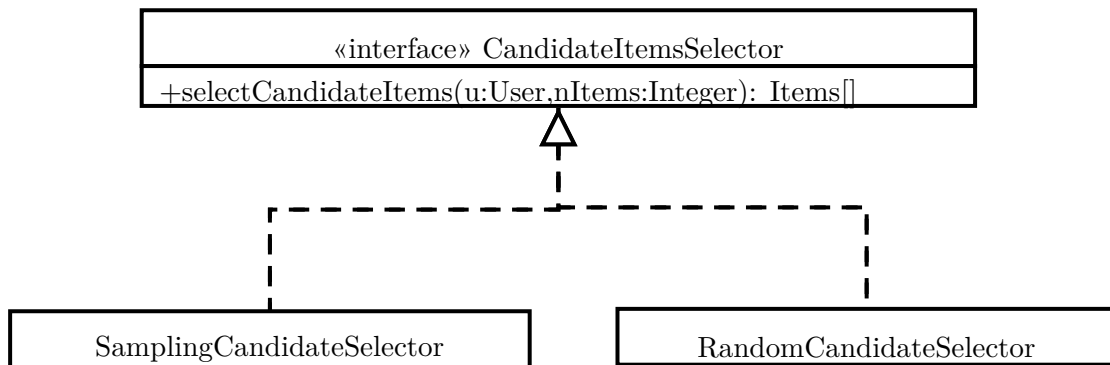 «interface» CandidateItemsSelector
+selectCandidateItems(u:User,nItems:Integer): Items[]
SamplingCandidateSelector
RandomCandidateSelector